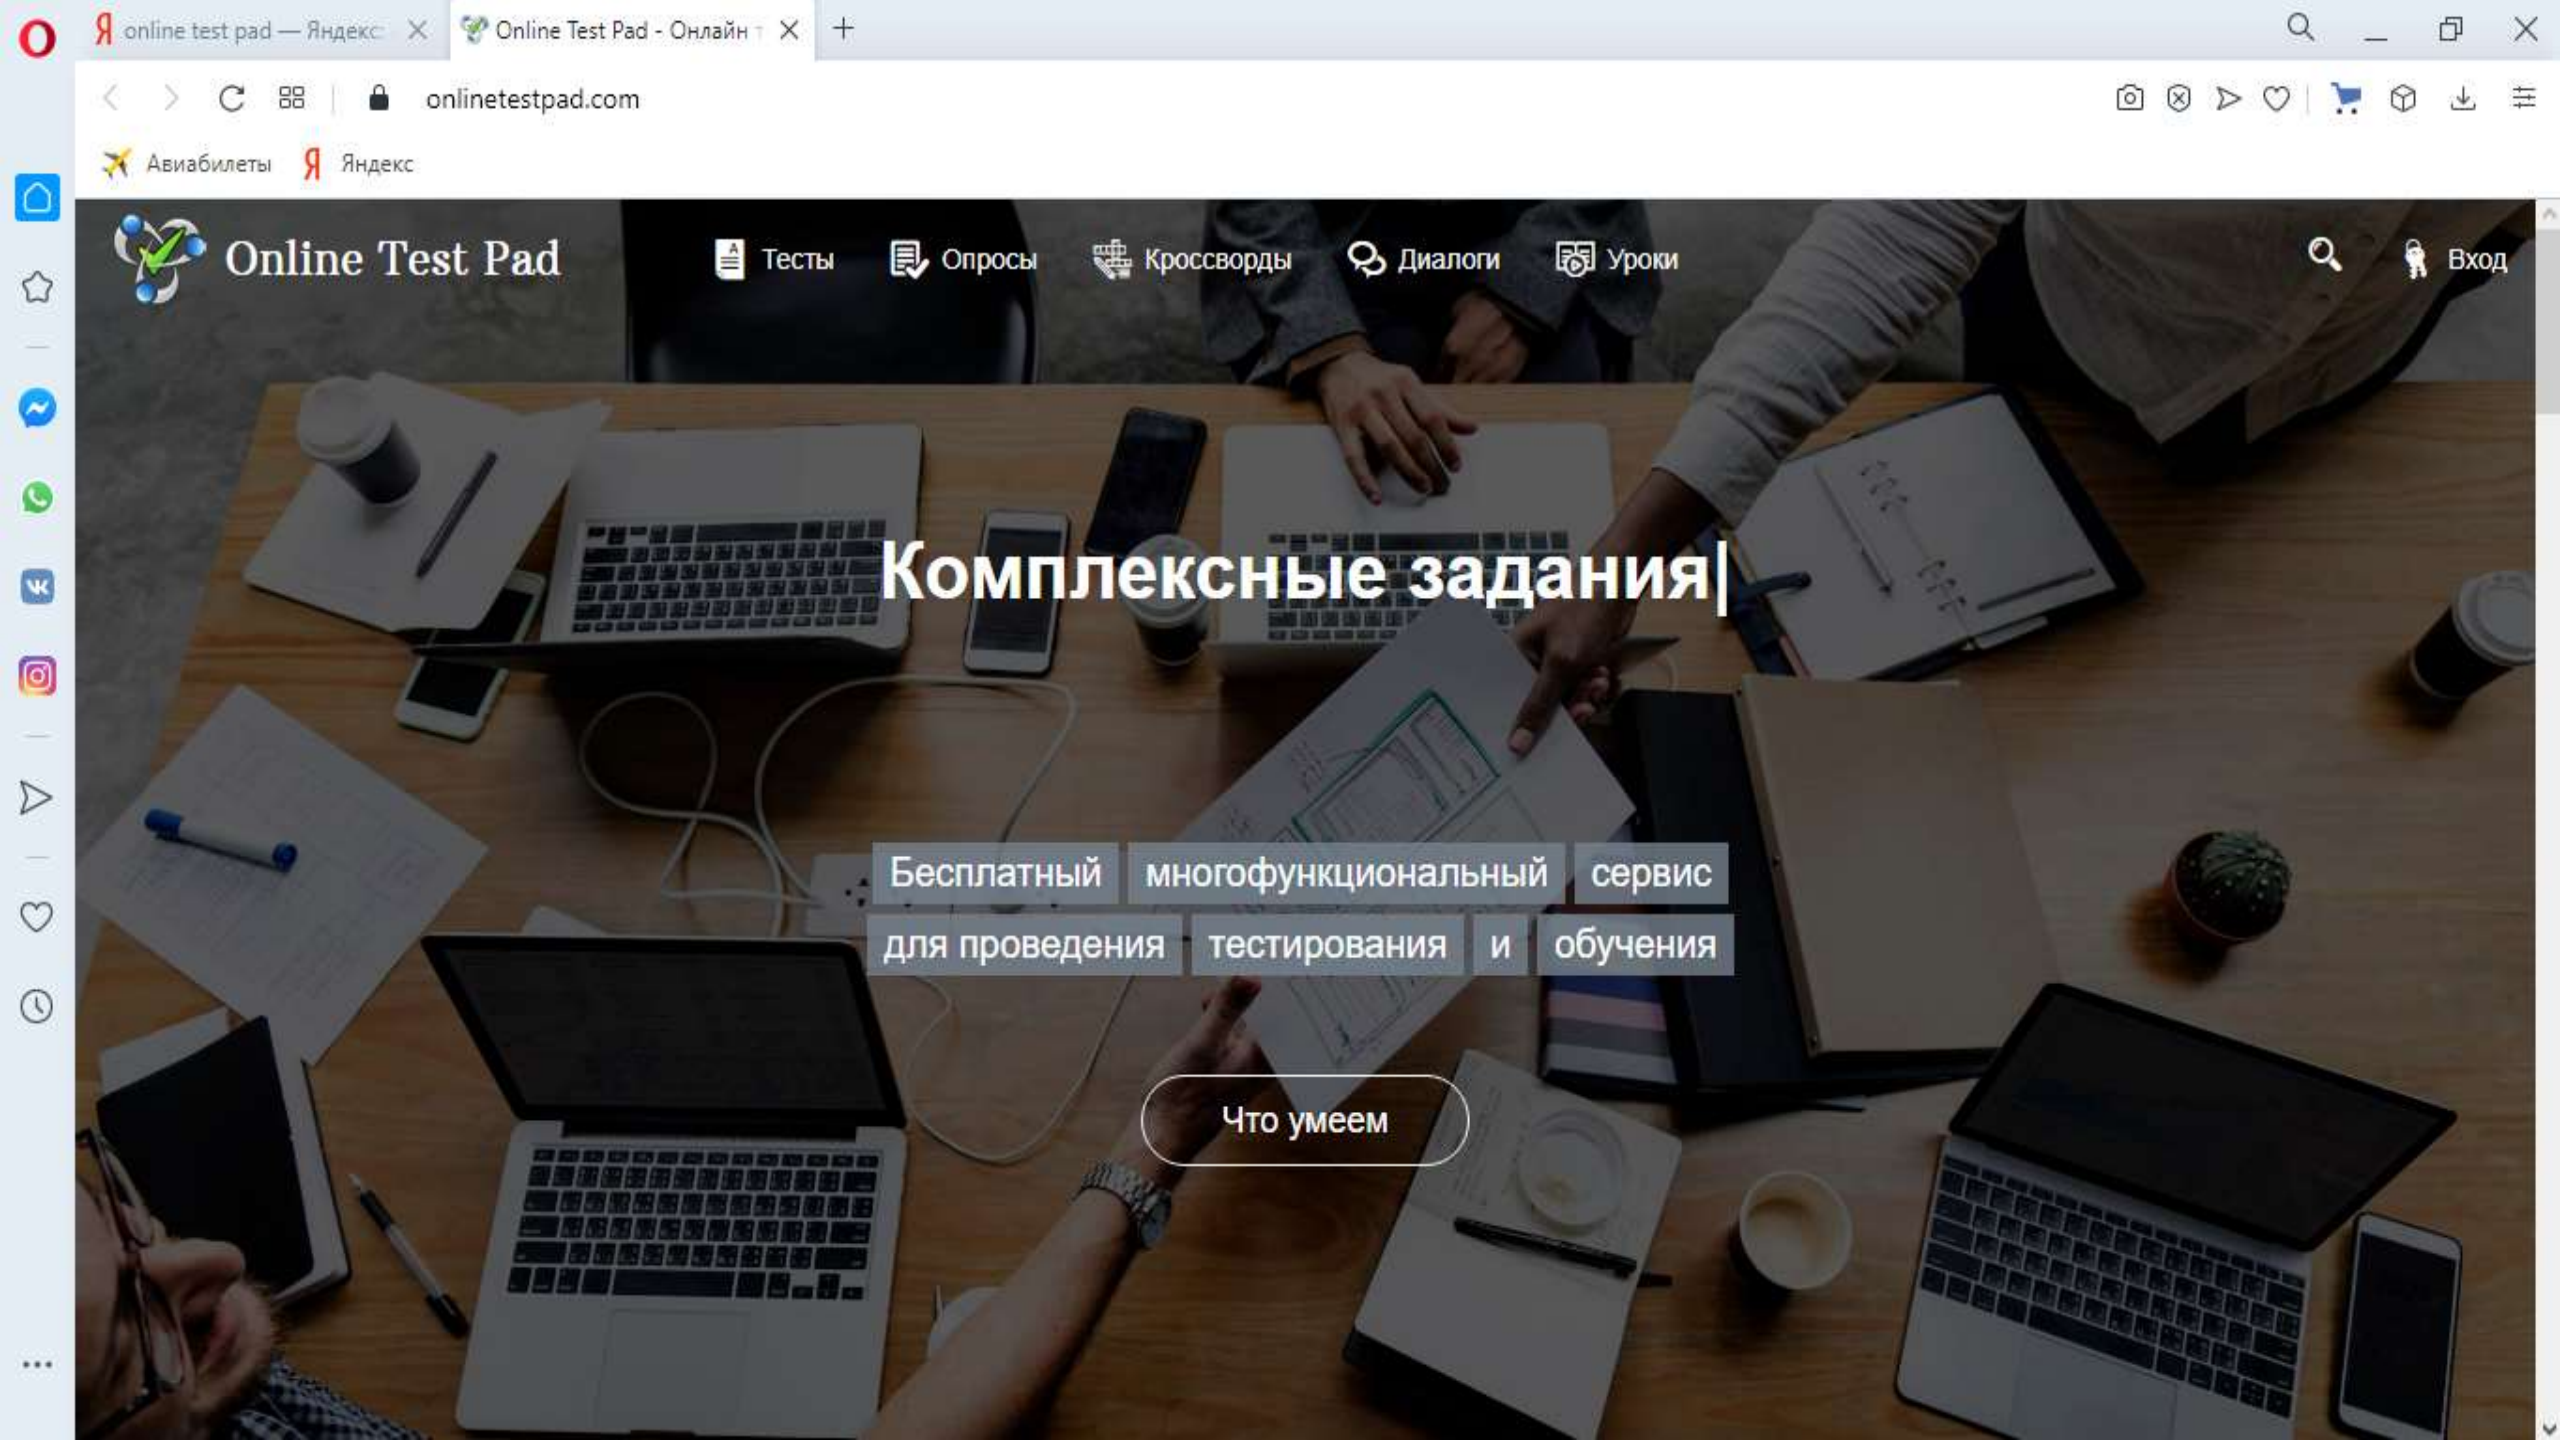 online test pad — Яндекс
Online Test Pad - Онлайн т
onlinetestpad.com
Авиабилеты
Яндекс
Online Test Pad
Тесты
Опросы
Кроссворды
Диалоги
Уроки
Вход
Комплексные задания
Бесплатный многофункциональный сервис
для проведения тестирования и обучения
Что умеем